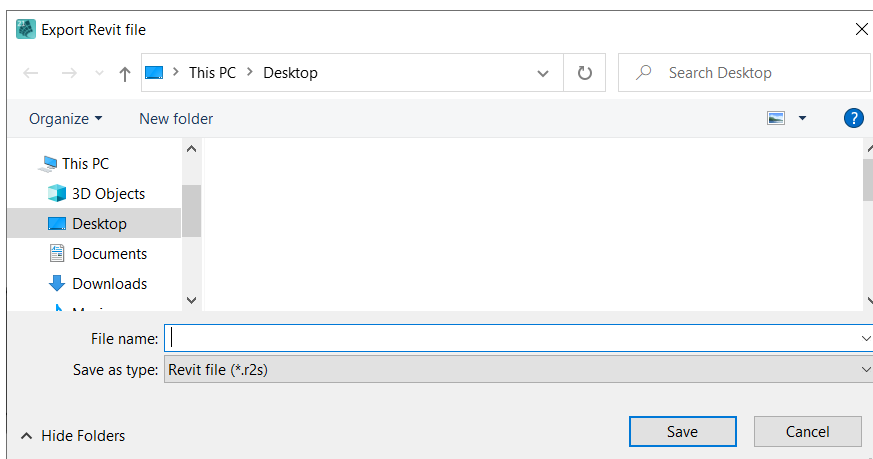 Export Revit file
This PC > Desktop
Search Desktop
Organize
New folder
?
This PC
3D Objects
Desktop
Documents
Downloads
File name:
Save as type: Revit file (*.r2s)
Hide Folders
Save
Cancel